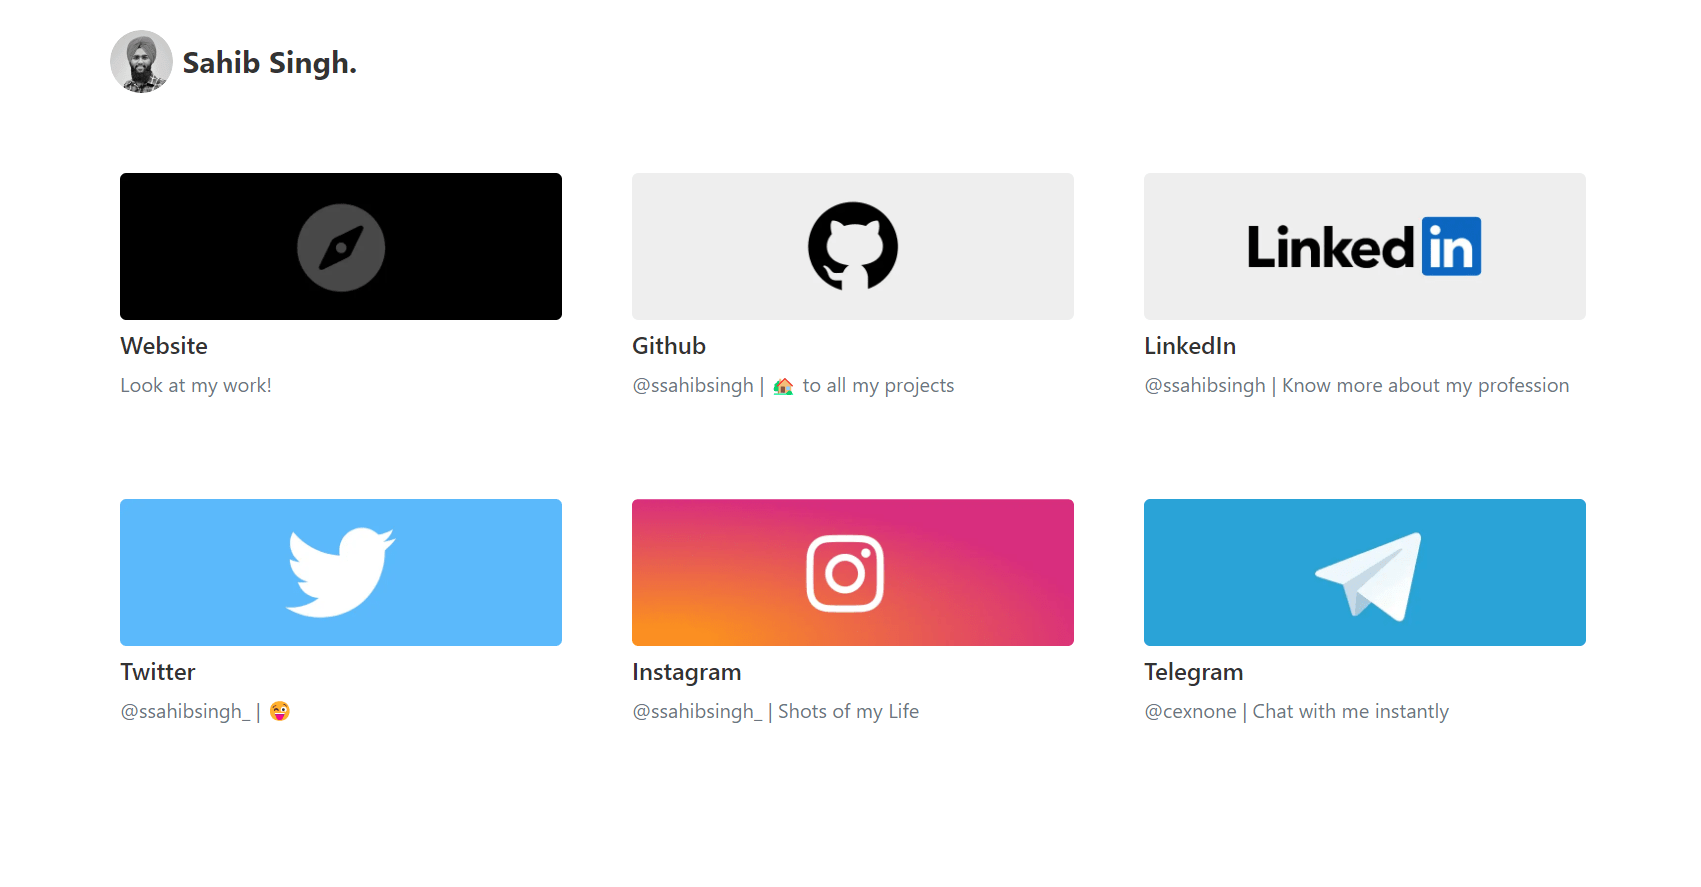 Sahib Singh.
Linked in
Website
Github
LinkedIn
Look at my work!
@ssahibsingh | 🏡 to all my projects
@ssahibsingh | Know more about my profession
Twitter
Instagram
Telegram
@ssahibsingh_ | 😜
@ssahibsingh_ | Shots of my Life
@cexnone | Chat with me instantly